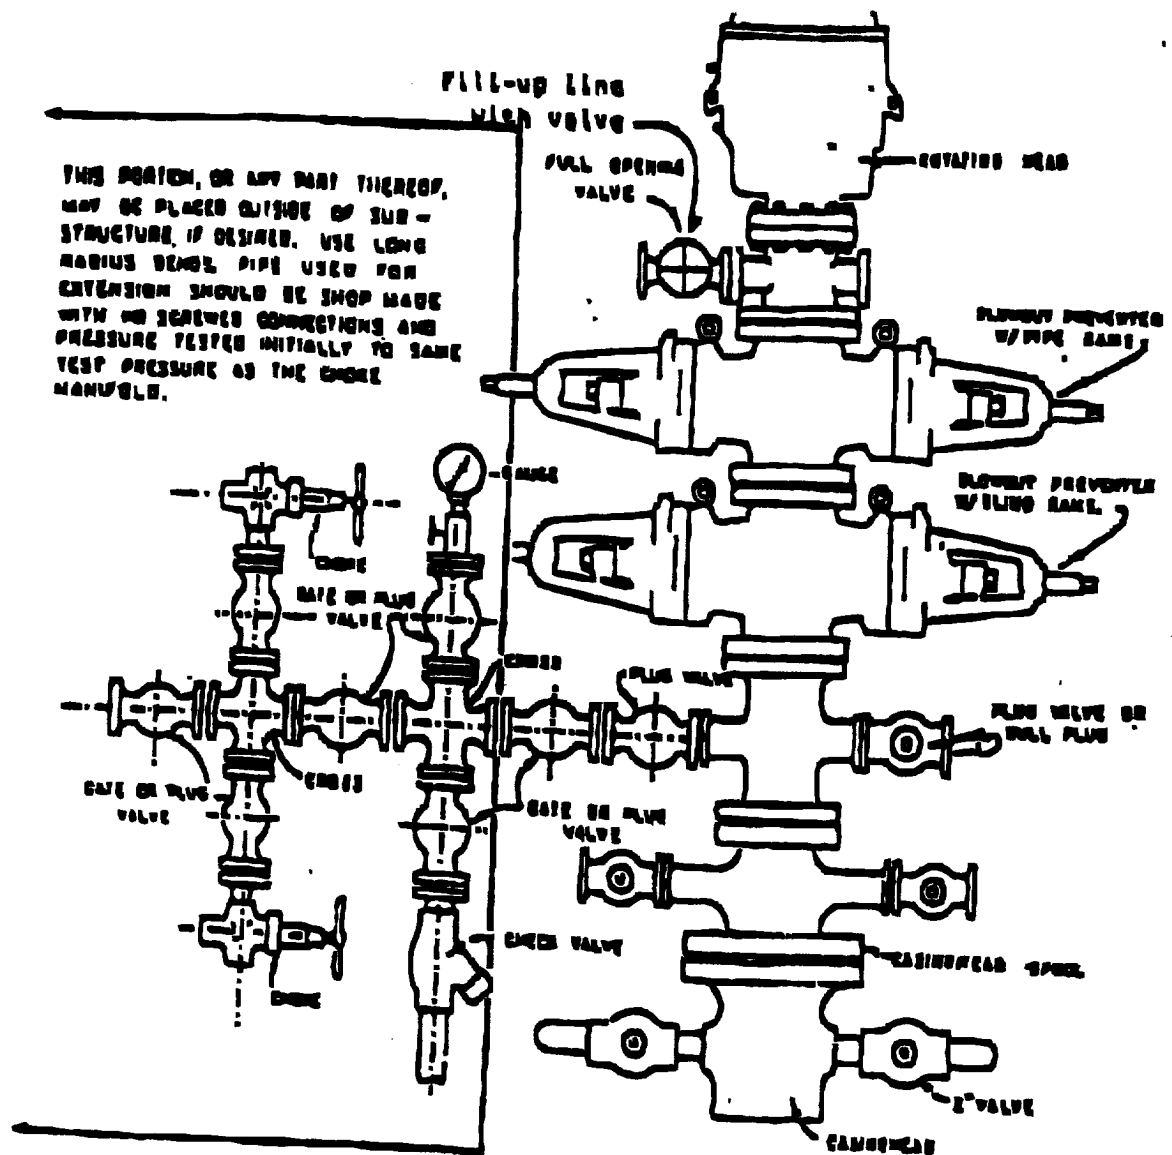 Fill-up line
with valve
FULL OPENING
VALVE
ROTATING HEAD
THIS PORTION, OR ANY PART THEREOF,
MAY BE PLACED OUTSIDE OF SUB-
STRUCTURE, IF DESIRED. USE LONG
RADIUS BENDS. PIPE USED FOR
EXTENSION SHOULD BE SHOP MADE
WITH NO SCREWED CONNECTIONS AND
PRESSURE TESTED INITIALLY TO SAME
TEST PRESSURE AS THE CHOKE
MANIFOLD.
BLOWOUT PREVENTER
W/PIPE RAMS.
GAUGE
BLOWOUT PREVENTER
W/BLIND RAMS.
CHOKE
GATE OR PLUG
VALVE
CROSS
PLUG VALVE
PLUG VALVE OR
BULL PLUG
CROSS
GATE OR PLUG
VALVE
GATE OR PLUG
VALVE
CHECK VALVE
CASINGHEAD SPOOL
CHOKE
2" VALVE
CASINGHEAD